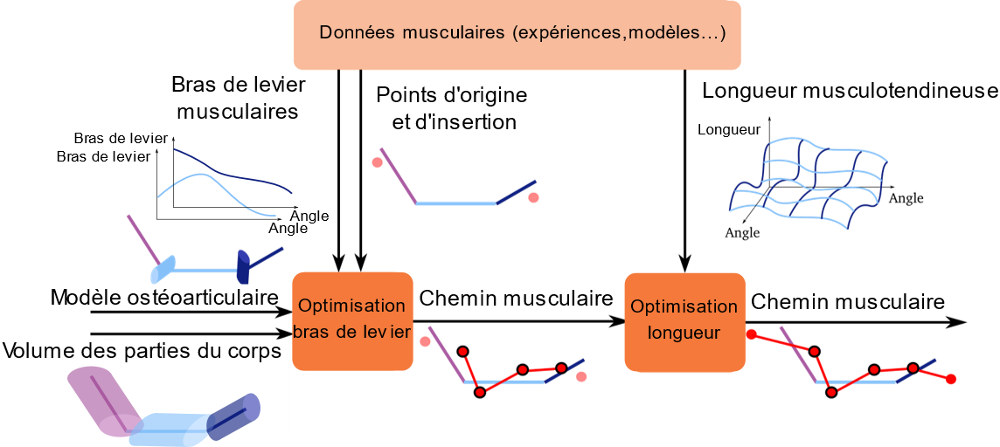 Données musculaires (expériences,modèles…)
Bras de levier
musculaires
Points d'origine
et d'insertion
Longueur musculotendineuse
Bras de levier
Bras de levier
Angle
Angle
Longueur
Angle
Angle
Modèle ostéoarticulaire
Volume des parties du corps
Optimisation
bras de levier
Chemin musculaire
Optimisation
longueur
Chemin musculaire